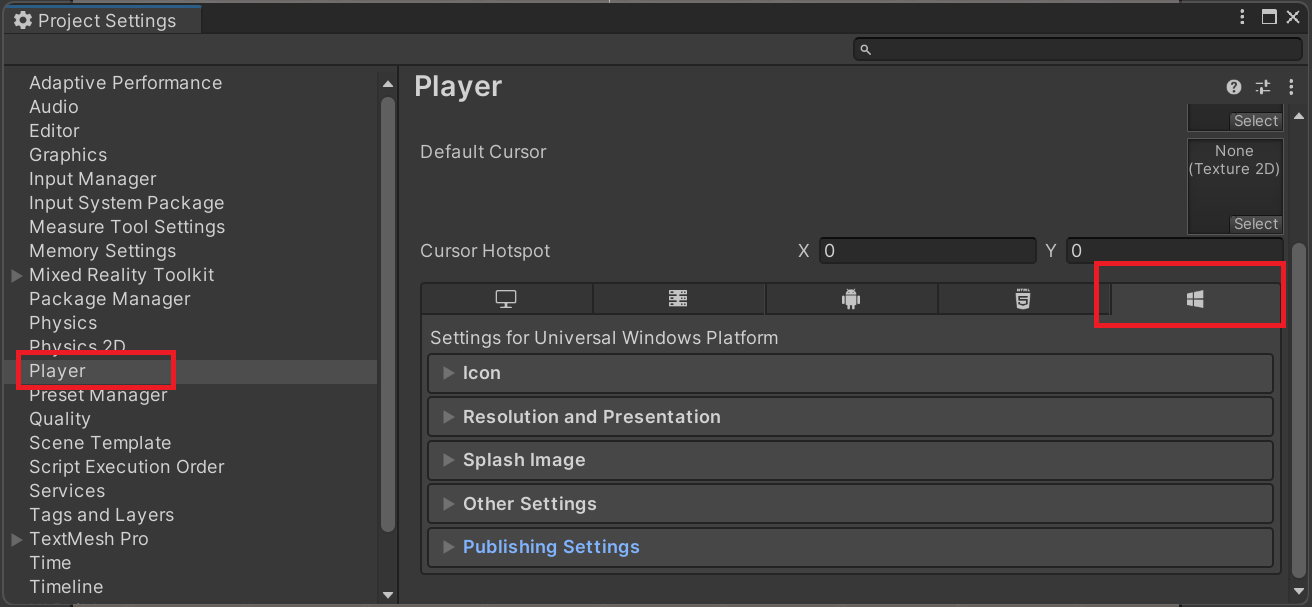 Project Settings
Adaptive Performance
Audio
Editor
Graphics
Input Manager
Input System Package
Measure Tool Settings
Memory Settings
Mixed Reality Toolkit
Package Manager
Physics
Physics 2D
Player
Preset Manager
Quality
Scene Template
Script Execution Order
Services
Tags and Layers
TextMesh Pro
Time
Timeline
Player
Select
Default Cursor
None
(Texture 2D)
Select
Cursor Hotspot X 0 Y 0
HTML
5
Settings for Universal Windows Platform
Icon
Resolution and Presentation
Splash Image
Other Settings
Publishing Settings